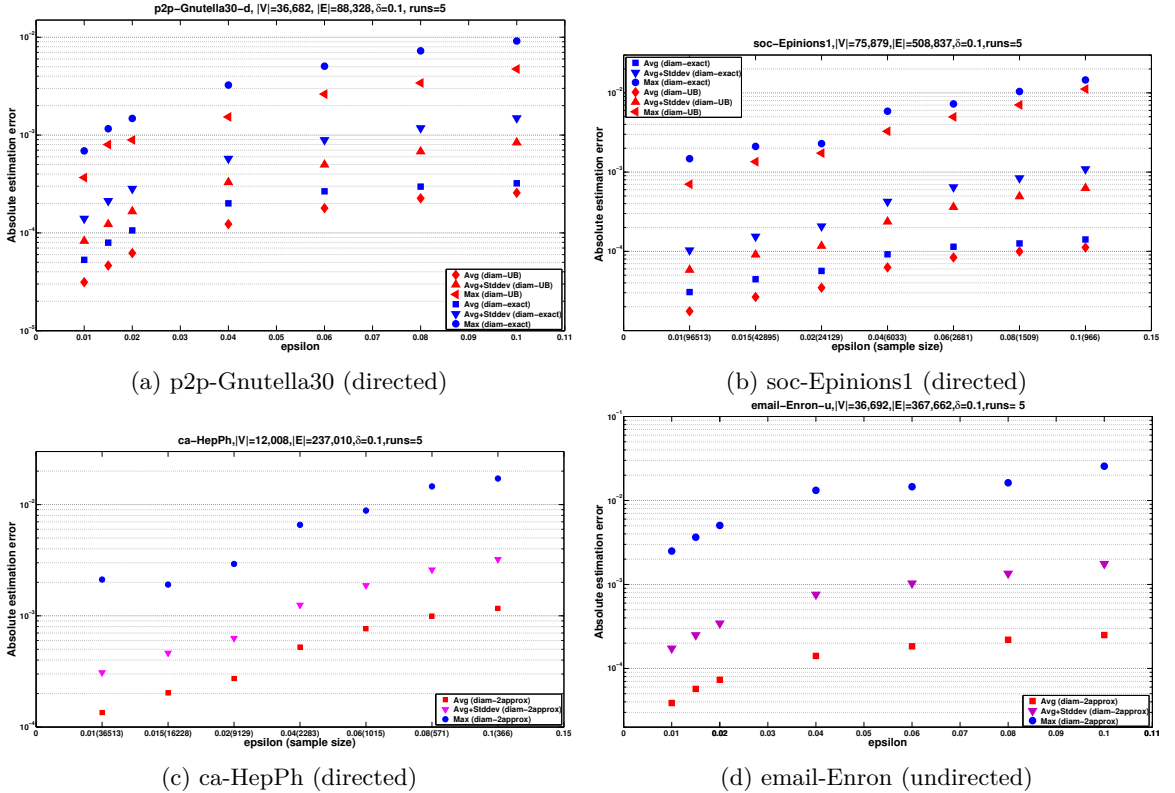 p2p−Gnutella30−d, |V|=36,682, |E|=88,328, δ=0.1, runs=5
Absolute estimation error
10⁻²
10⁻³
10⁻⁴
10⁻⁵
0 0.01 0.02 0.03 0.04 0.05 0.06 0.07 0.08 0.09 0.1 0.11
epsilon
Avg (diam−UB)
Avg+Stddev (diam−UB)
Max (diam−UB)
Avg (diam−exact)
Avg+Stddev (diam−exact)
Max (diam−exact)
(a) p2p-Gnutella30 (directed)
soc−Epinions1,|V|=75,879,|E|=508,837,δ=0.1,runs=5
Avg (diam−exact)
Avg+Stddev (diam−exact)
Max (diam−exact)
Avg (diam−UB)
Avg+Stddev (diam−UB)
Max (diam−UB)
Absolute estimation error
10⁻²
10⁻³
10⁻⁴
0 0.01(96513) 0.015(42895) 0.02(24129) 0.04(6033) 0.06(2681) 0.08(1509) 0.1(966) 0.15
epsilon (sample size)
(b) soc-Epinions1 (directed)
ca−HepPh,|V|=12,008,|E|=237,010,δ=0.1,runs=5
Absolute estimation error
10⁻²
10⁻³
10⁻⁴
0 0.01(36513) 0.015(16228) 0.02(9129) 0.04(2283) 0.06(1015) 0.08(571) 0.1(366) 0.15
epsilon (sample size)
Avg (diam−2approx)
Avg+Stddev (diam−2approx)
Max (diam−2approx)
(c) ca-HepPh (directed)
email−Enron−u,|V|=36,692,|E|=367,662,δ=0.1,runs= 5
Absolute estimation error
10⁻¹
10⁻²
10⁻³
10⁻⁴
0 0.01 0.02 0.04 0.06 0.08 0.1 0.11
epsilon
Avg (diam−2approx)
Avg+Stddev (diam−2approx)
Max (diam−2approx)
(d) email-Enron (undirected)